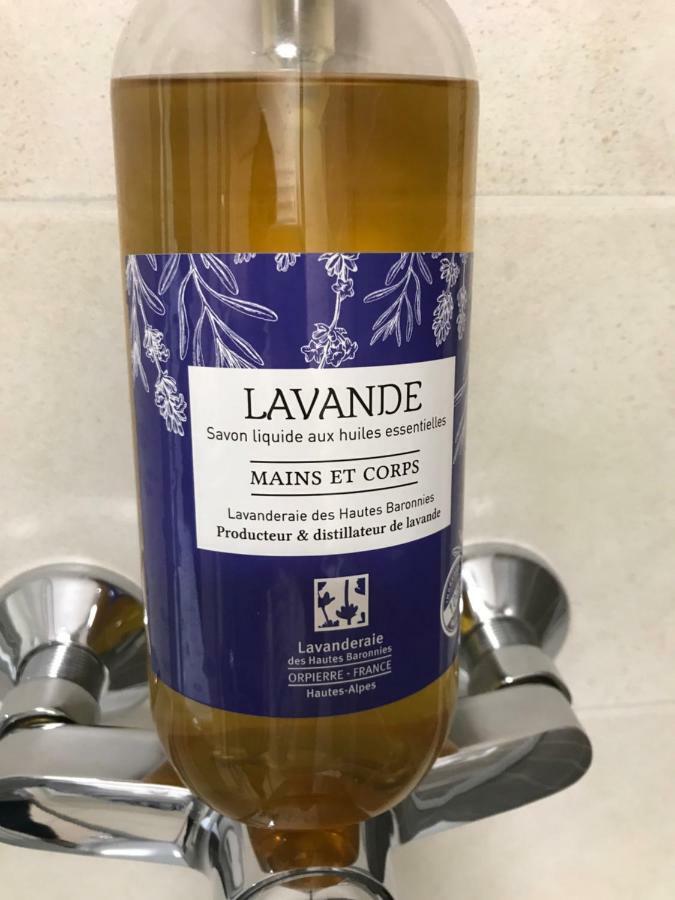 LAVANDE
Savon liquide aux huiles essentielles
MAINS ET CORPS
Lavanderaie des Hautes Baronnies
Producteur & distillateur de lavande
Lavanderaie
des Hautes Baronnies
ORPIERRE - FRANCE
Hautes-Alpes